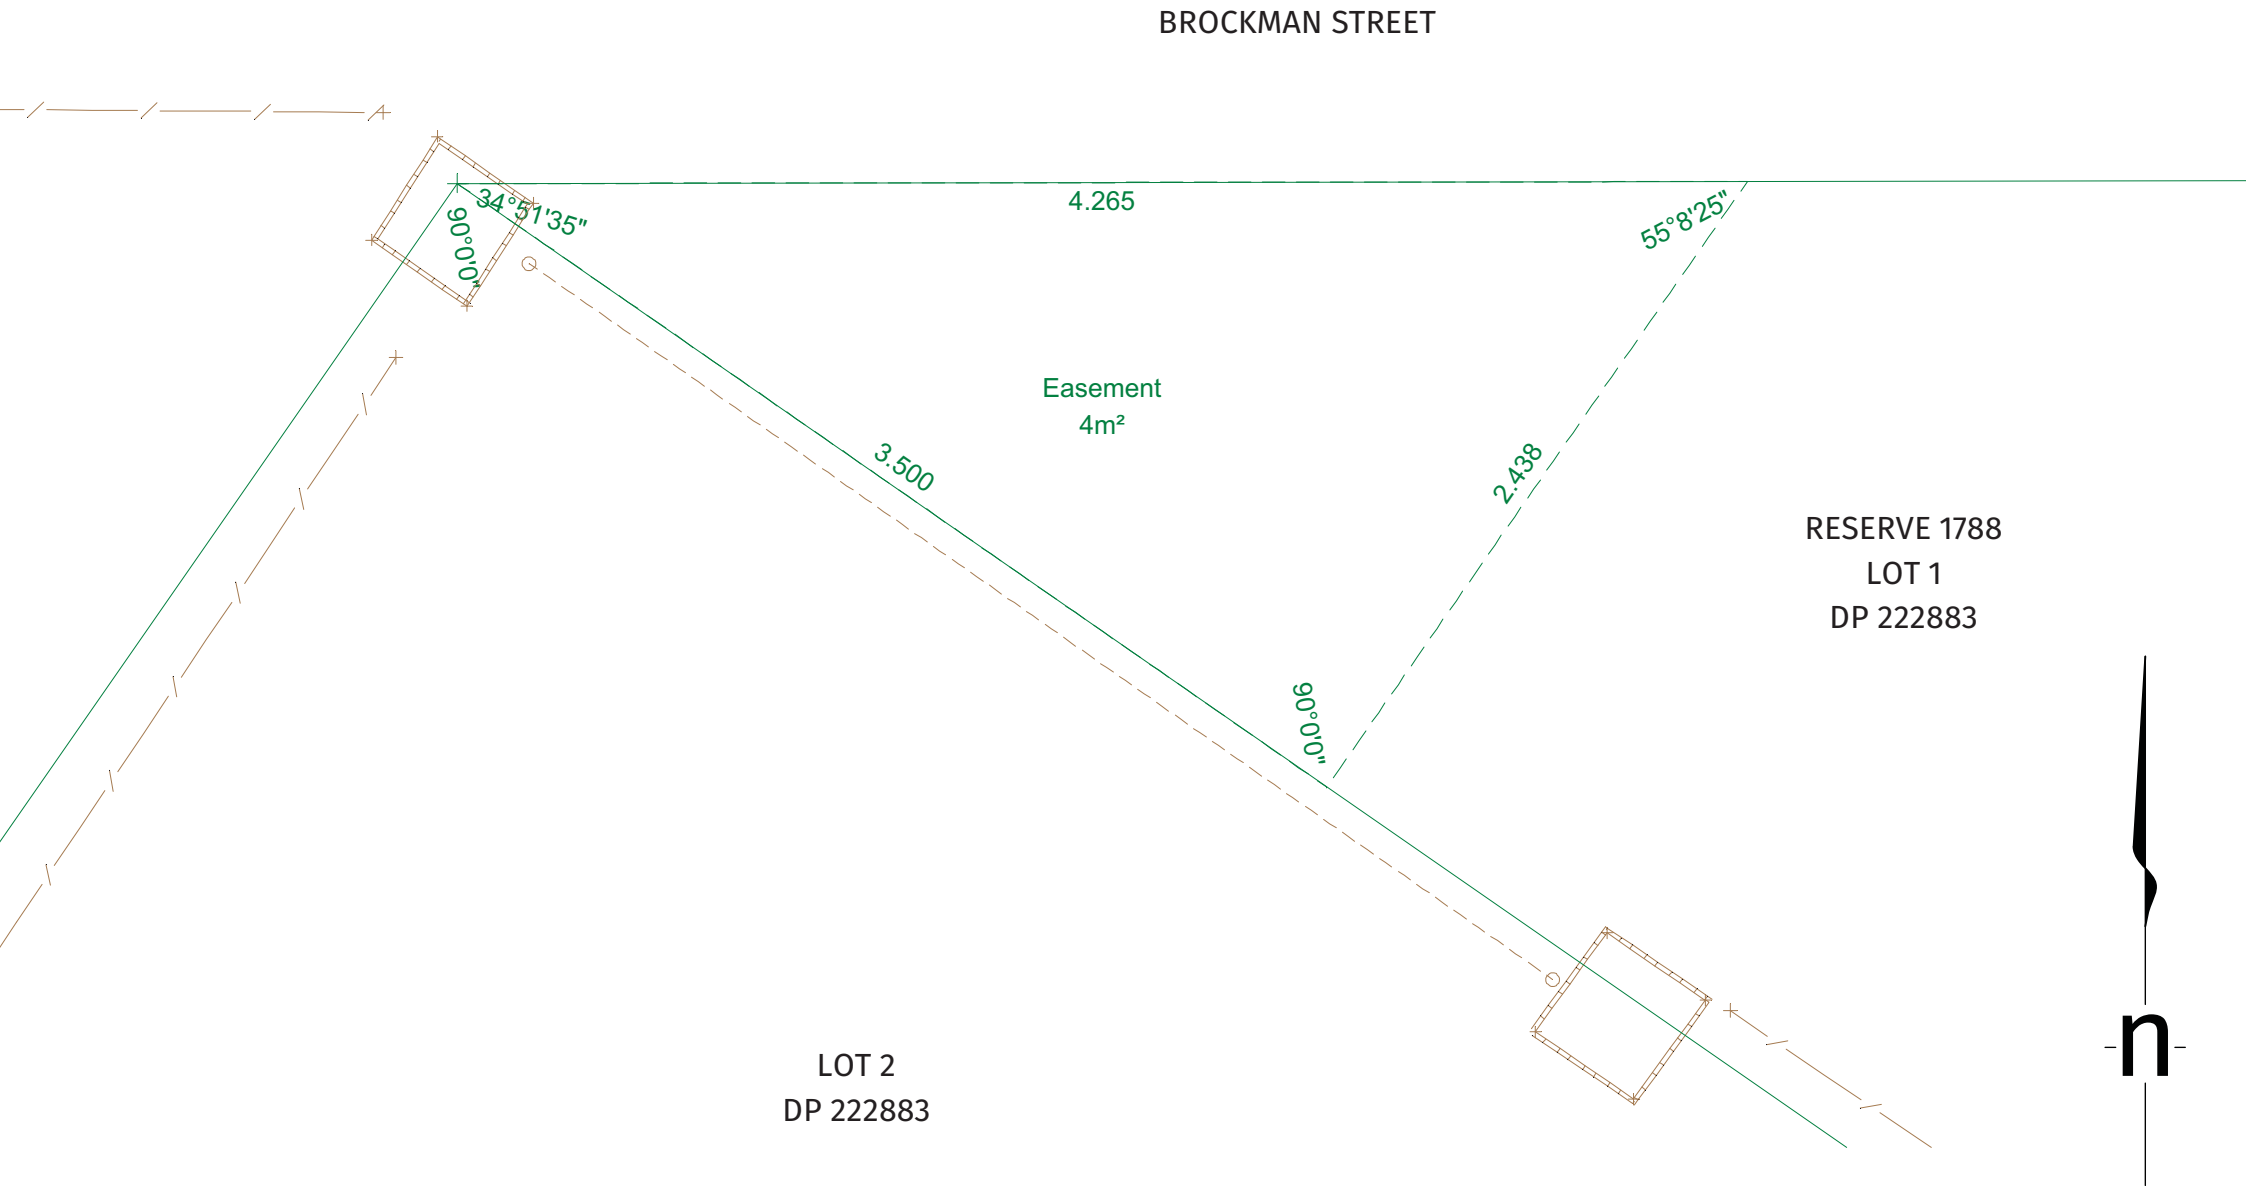 BROCKMAN STREET
34°51'35"
90°0'0"
4.265
55°8'25"
Easement
4m²
3.500
2.438
RESERVE 1788
LOT 1
DP 222883
90°0'0"
n
LOT 2
DP 222883